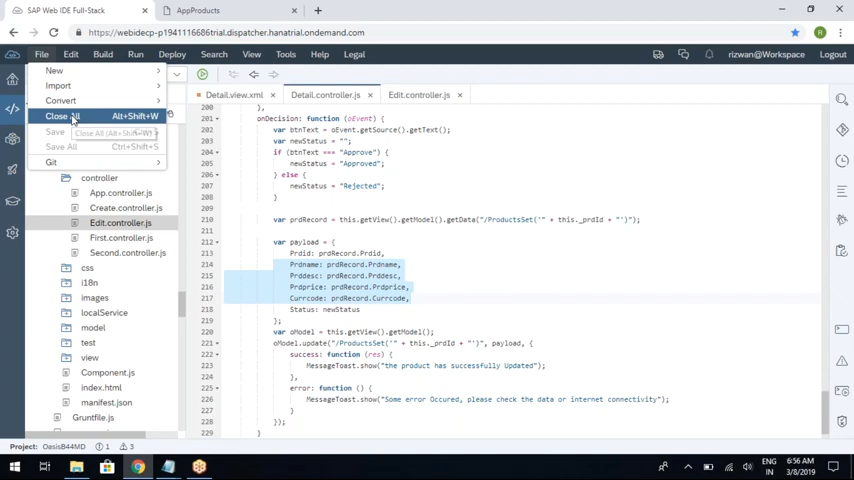 SAP Web IDE Full-Stack
AppProducts
https://webidecp-p1941116686trial.dispatcher.hanatrial.ondemand.com
R
File Edit Build Run Deploy Search View Tools Help Legal
rizwan@Workspace Logout
New
Import
Convert
Close All Alt+Shift+W
Close All (Alt+Shift+W)
Save
Save All Ctrl+Shift+S
Git
Detail.view.xml
Detail.controller.js
Edit.controller.js
controller
App.controller.js
Create.controller.js
Edit.controller.js
First.controller.js
Second.controller.js
css
i18n
images
localService
model
test
view
Component.js
index.html
manifest.json
Gruntfile.js
200 },
201 onDecision: function (oEvent) {
202 var btnText = oEvent.getSource().getText();
203 var newStatus = "";
204 if (btnText === "Approve") {
205 newStatus = "Approved";
206 } else {
207 newStatus = "Rejected";
208 }
209
210 var prdRecord = this.getView().getModel().getData("/ProductsSet('" + this._prdId + "')");
211
212 var payload = {
213 Prdid: prdRecord.Prdid,
214 Prdname: prdRecord.Prdname,
215 Prddesc: prdRecord.Prddesc,
216 Prdprice: prdRecord.Prdprice,
217 Currcode: prdRecord.Currcode,
218 Status: newStatus
219 };
220 var oModel = this.getView().getModel();
221 oModel.update("/ProductsSet('" + this._prdId + "')", payload, {
222 success: function (res) {
223 MessageToast.show("the product has successfully Updated");
224 },
225 error: function () {
226 MessageToast.show("Some error Occured, please check the data or internet connectivity");
227 }
228 });
229 }
Project: OasisB44MD 1 3
ENG
IN
6:56 AM
3/8/2019